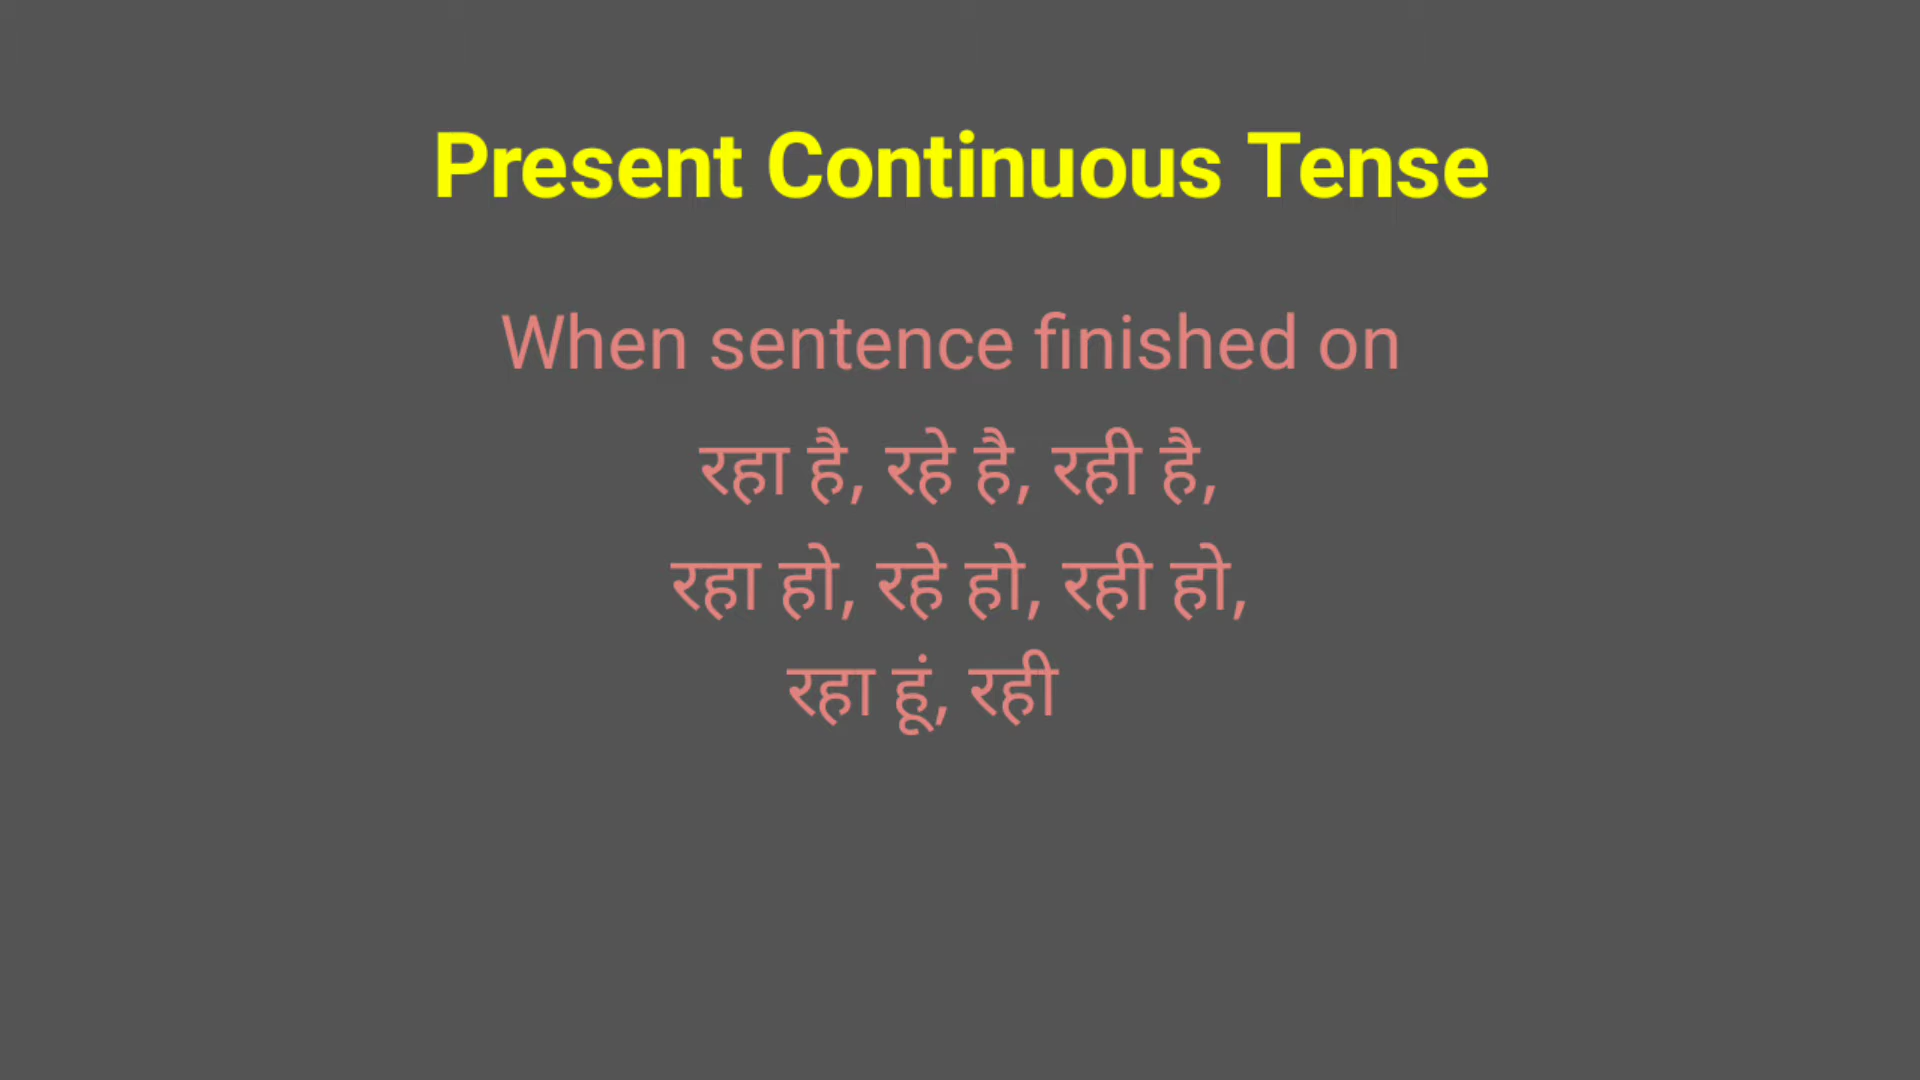 Present Continuous Tense
When sentence finished on
रहा है, रहे है, रही है,
रहा हो, रहे हो, रही हो,
रहा हूं, रही